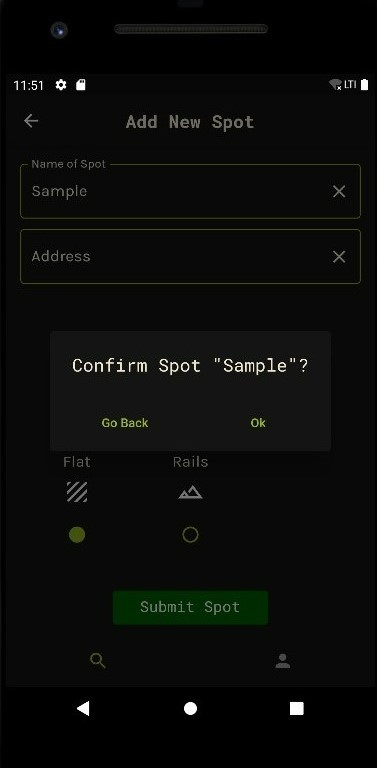 11:51 LTE
Add New Spot
Name of Spot
Sample
Address
Confirm Spot "Sample"?
Go Back Ok
Flat Rails
Submit Spot